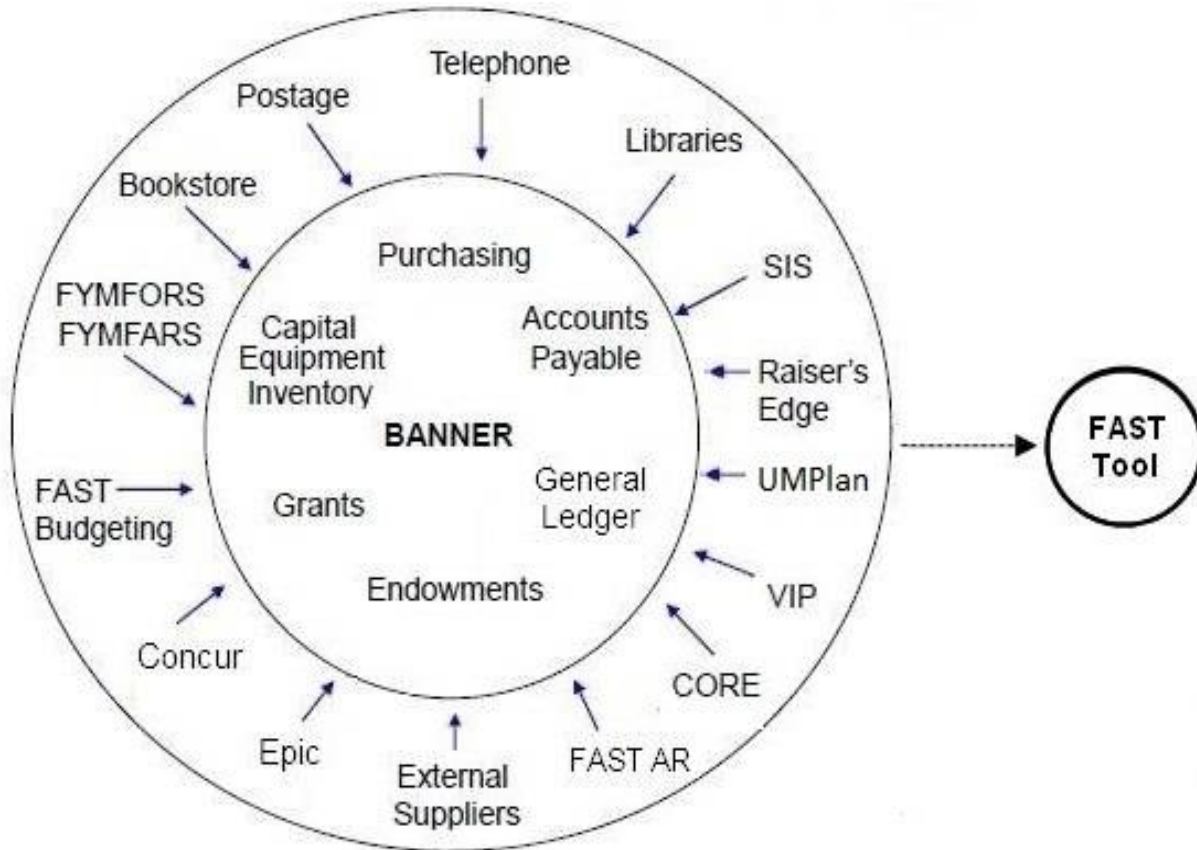 Telephone
Postage
Libraries
Bookstore
SIS
FYMFORS
FYMFARS
Raiser's
Edge
UMPlan
FAST
Budgeting
VIP
Concur
CORE
Epic
External
Suppliers
FAST AR
Purchasing
Capital
Equipment
Inventory
Accounts
Payable
BANNER
Grants
General
Ledger
Endowments
FAST
Tool